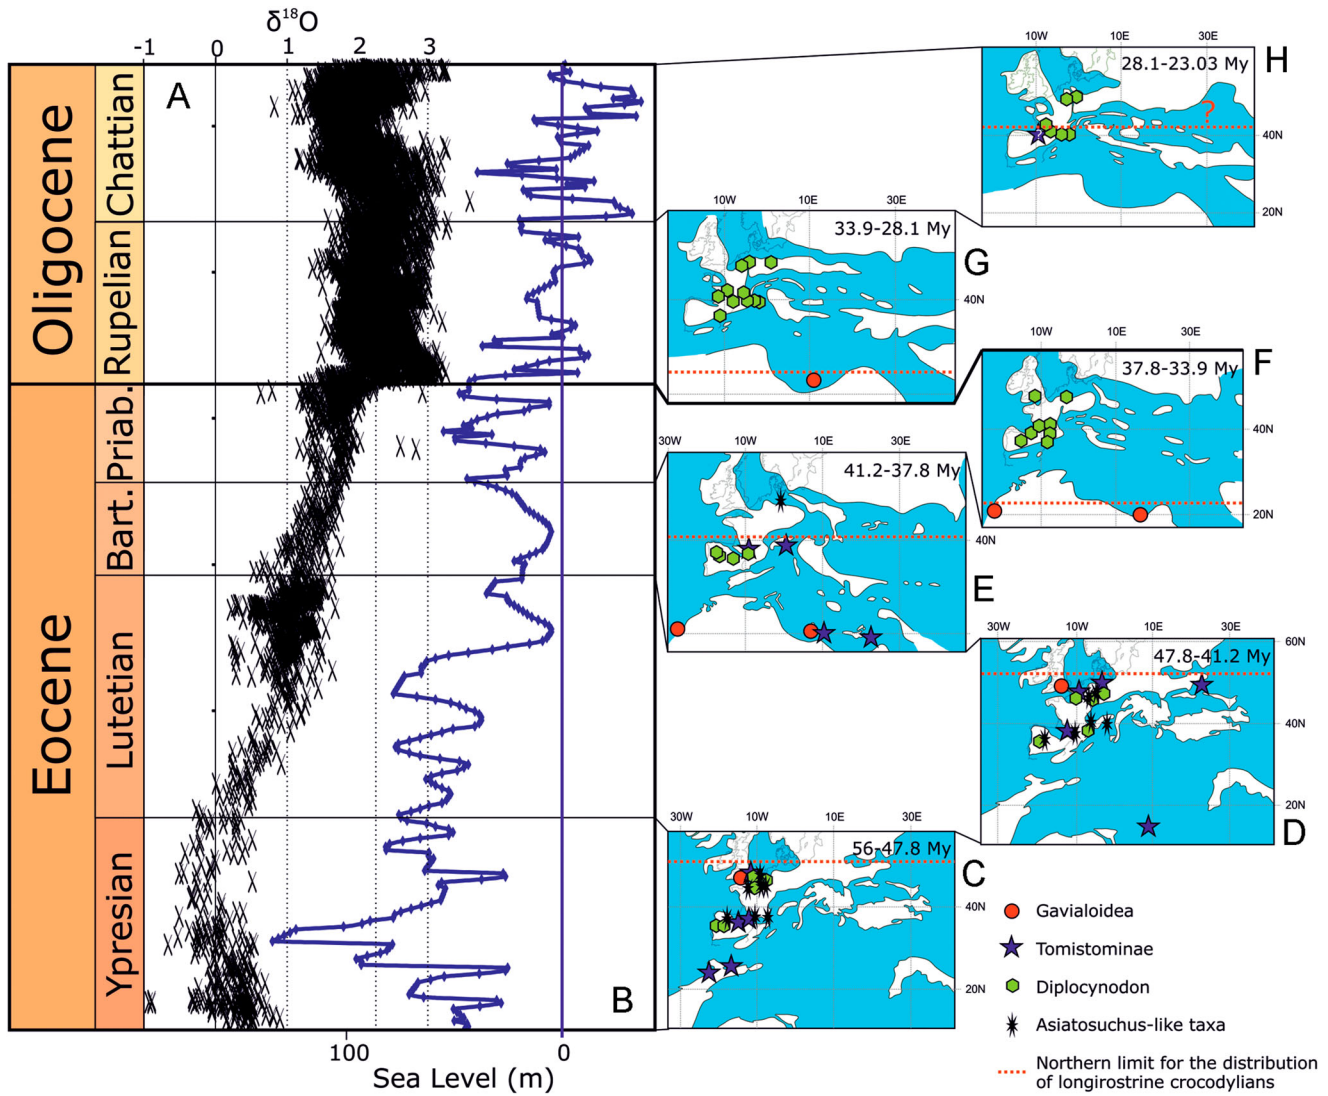 δ18O
-1 0 1 2 3
A
B
Oligocene
Eocene
Chattian
Rupelian
Priab.
Bart.
Lutetian
Ypresian
100 0
Sea Level (m)
10W 10E 30E
28.1-23.03 My
?
?
40N
20N
H
10W 10E 30E
33.9-28.1 My
40N
G
10W 10E 30E
37.8-33.9 My
40N
20N
F
30W 10W 10E 30E
41.2-37.8 My
40N
E
30W 10W 10E 30E
47.8-41.2 My
60N
40N
20N
D
30W 10W 10E 30E
56-47.8 My
40N
20N
C
Gavialoidea
Tomistominae
Diplocynodon
Asiatosuchus-like taxa
Northern limit for the distribution
of longirostrine crocodylians